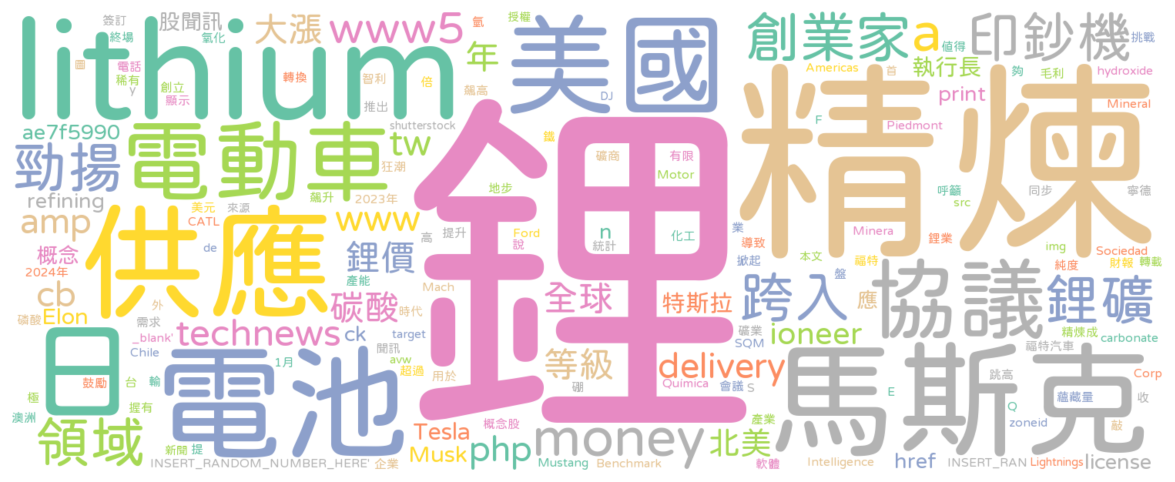 簽訂 股聞訊 大漲 www5 氫 授權 美國 創業家 a 值得 印鈔機 挑戰
終場 氧化 lithium 年
圖 電話 轉換 智利 倍 DJ Americas 首 執行長 夠 毛利 hydroxide
稀有 y 創立 顯示 推出 飆高 print Mineral
ae7f5990 電動車 shutterstock tw 鋰 鐵 礦商 有限 F Piedmont 精煉
勁揚 狂潮 Motor 呼籲 同步 寧德
refining 飆升 2023年 地步 src
amp 供應 美元 來源 www n 化工 業 Minera 鋰業 img Sociedad
CATL de 高 提升 說 Ford 統計 導致 本文 純度 財報 轉載
概念 鋰價 掀起 盤 福特
2024年 cb 碳酸 產能 Mach 全球 特斯拉 跨入 應 協議 鋰礦
磷酸 Elon 外 需求 時代 礦業 ioneer 精煉成
_blank' technews ck target SQM 福特汽車 carbonate
日 Chile 1月 聞訊 avw 等級 delivery 馬斯克 跳高
鼓勵 台 輸 電池 超過 用於 硼 Química 會議 S E 蘊藏量 Corp
極 握有 Q 收
澳洲 領域 概念股 產業 zoneid 敲
Tesla money 北美
新聞 提 Musk php Mustang 軟體 href license
INSERT_RANDOM_NUMBER_HERE' 企業 Benchmark Intelligence INSERT_RAN Lightnings